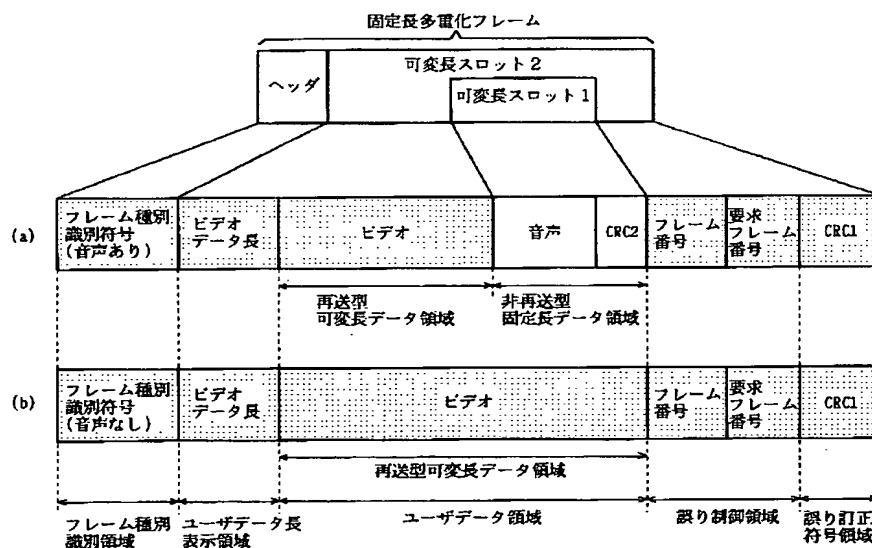 固定長多重化フレーム
ヘッダ
可変長スロット2
可変長スロット1
(a)
フレーム種別
識別符号
(音声あり)
ビデオ
データ長
ビデオ
音声
CRC2
フレーム
番号
要求
フレーム
番号
CRC1
再送型
可変長データ領域
非再送型
固定長データ領域
(b)
フレーム種別
識別符号
(音声なし)
ビデオ
データ長
ビデオ
フレーム
番号
要求
フレーム
番号
CRC1
再送型可変長データ領域
フレーム種別
識別領域
ユーザデータ長
表示領域
ユーザデータ領域
誤り制御領域
誤り訂正
符号領域